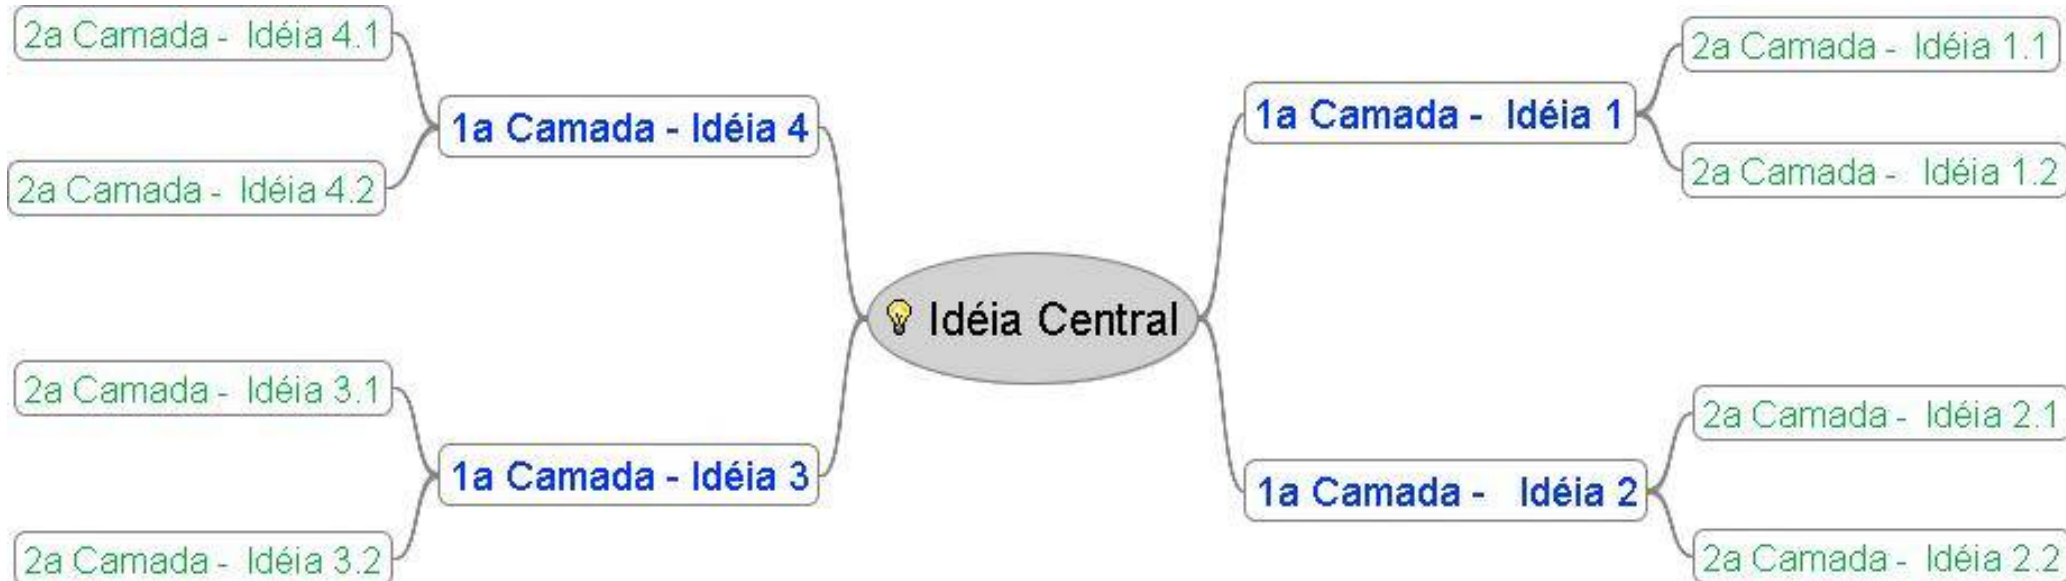 2a Camada - Idéia 4.1
2a Camada - Idéia 1.1
1a Camada - Idéia 4
1a Camada - Idéia 1
2a Camada - Idéia 4.2
2a Camada - Idéia 1.2
Idéia Central
2a Camada - Idéia 3.1
2a Camada - Idéia 2.1
1a Camada - Idéia 3
1a Camada - Idéia 2
2a Camada - Idéia 3.2
2a Camada - Idéia 2.2